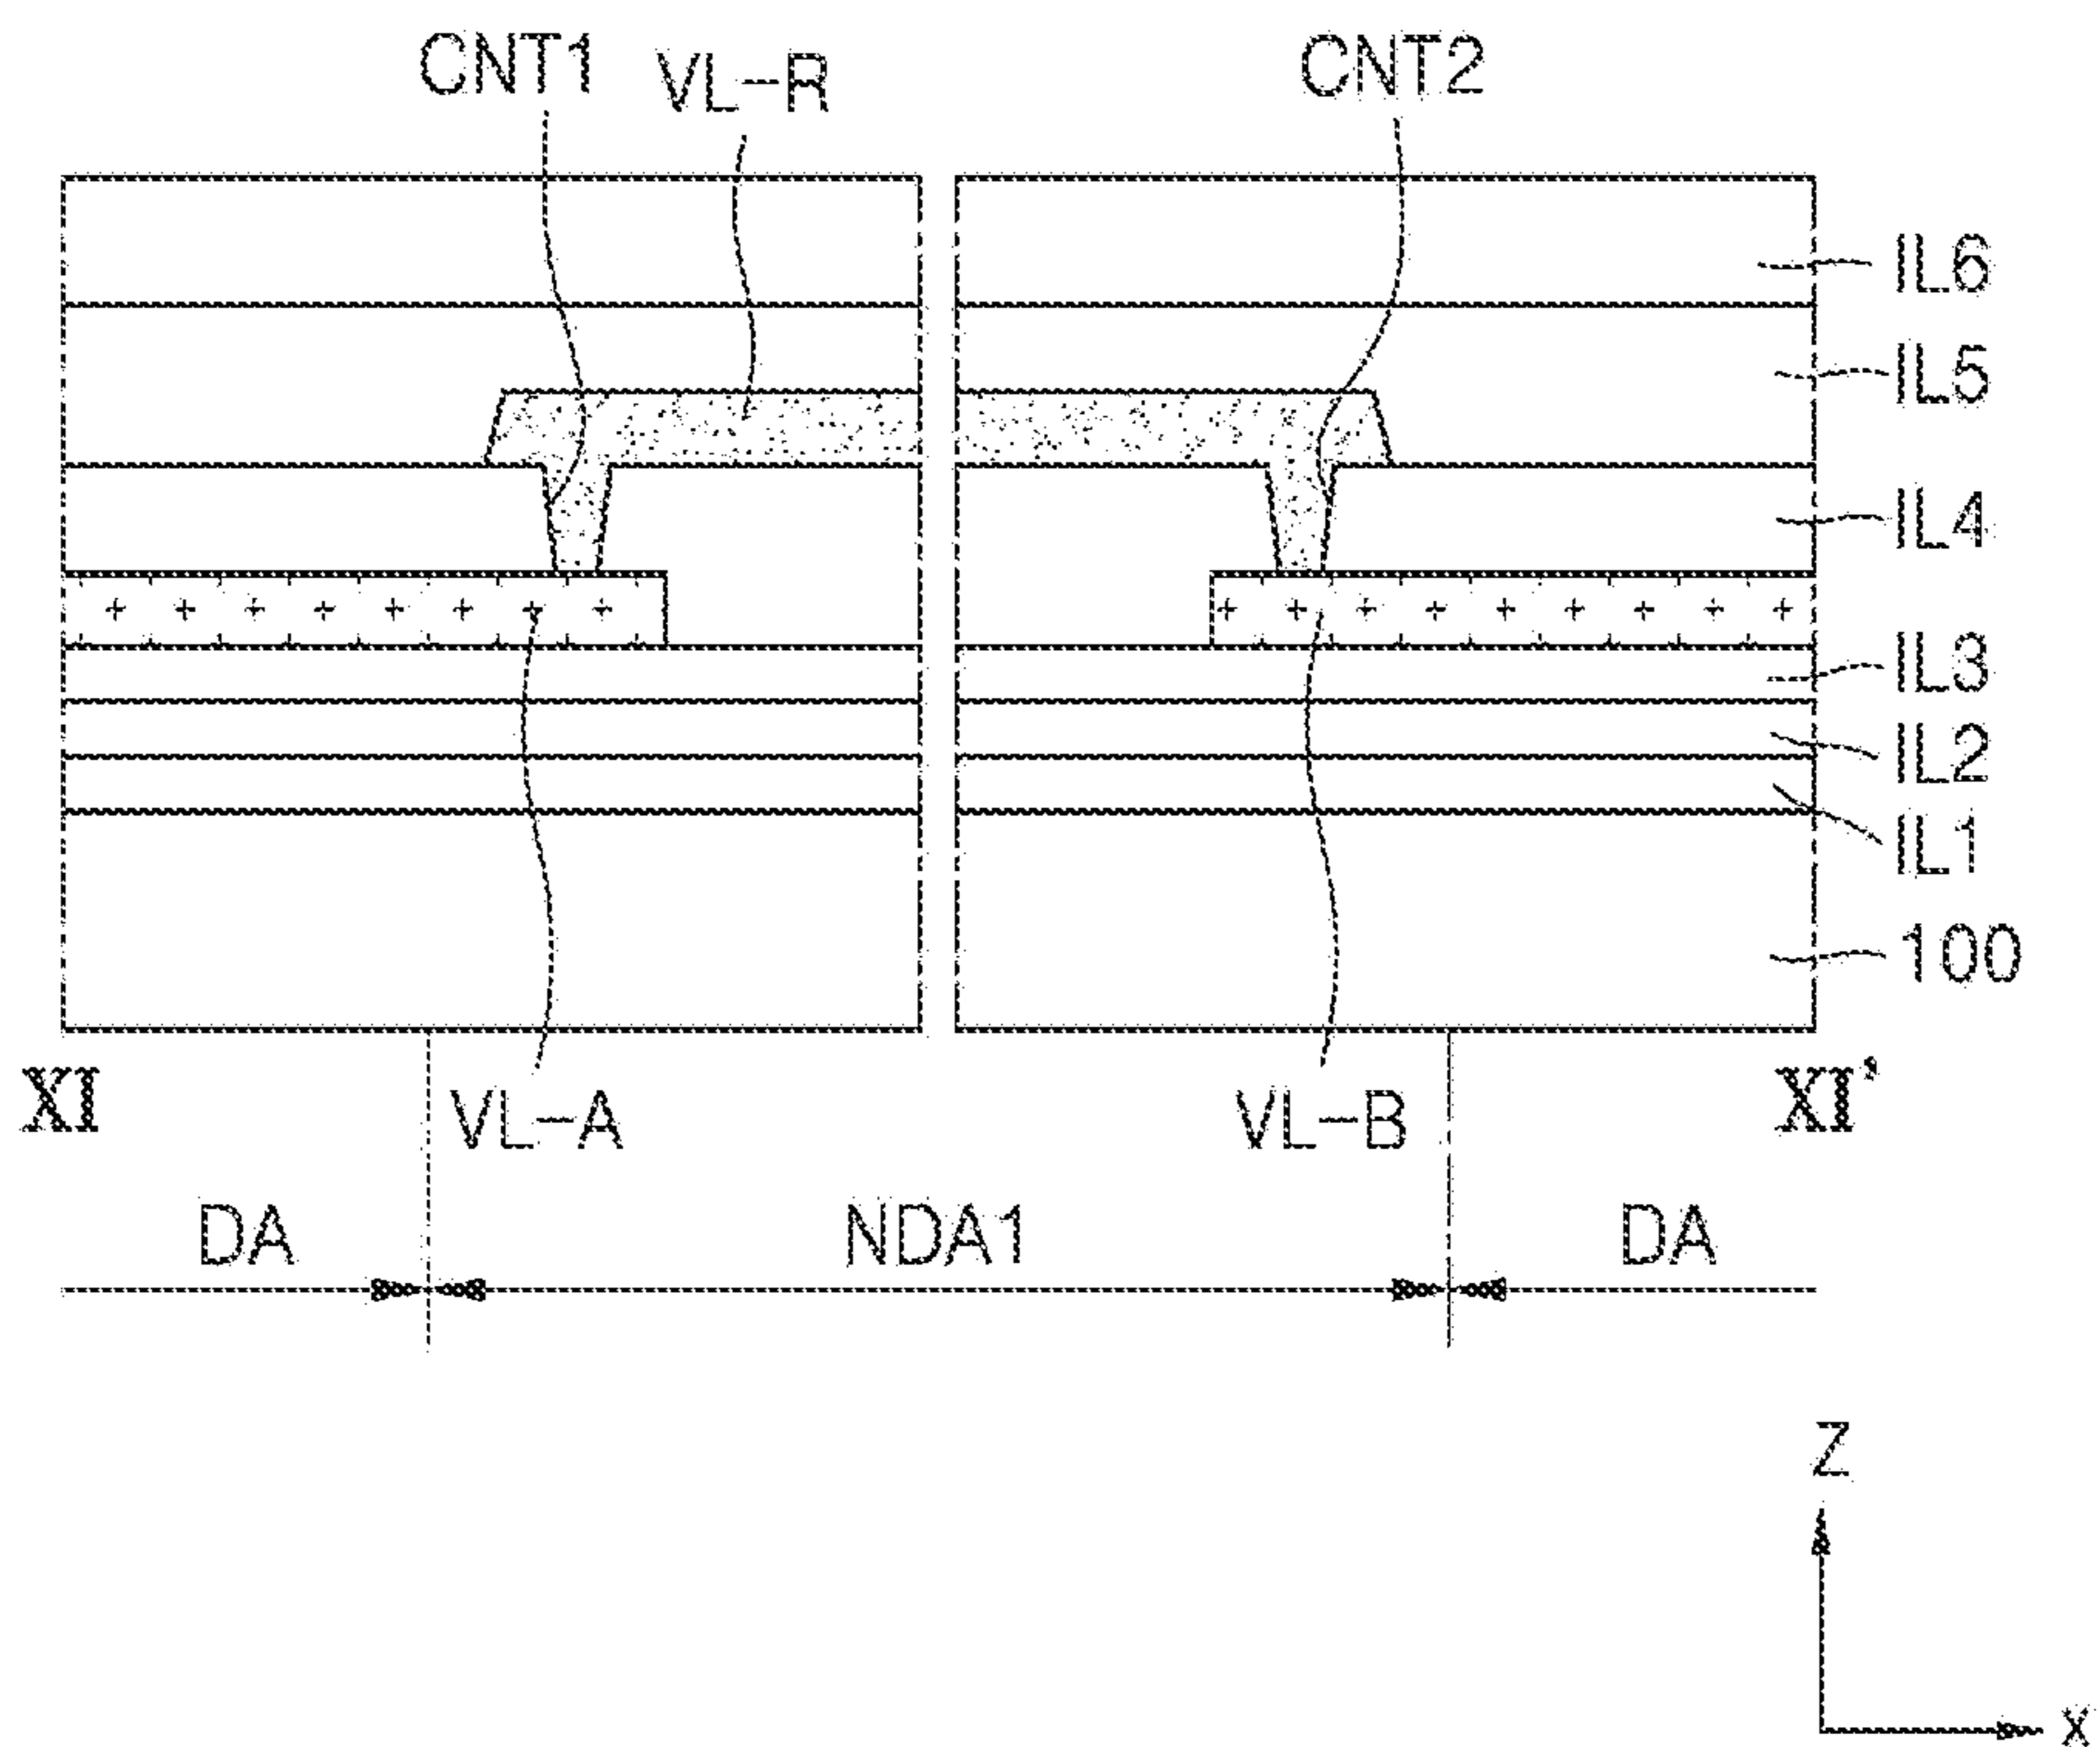 CNT1
VL-R
CNT2
IL6
IL5
IL4
IL3
IL2
IL1
100
XI
VL-A
VL-B
XI'
DA
NDA1
DA
Z
x